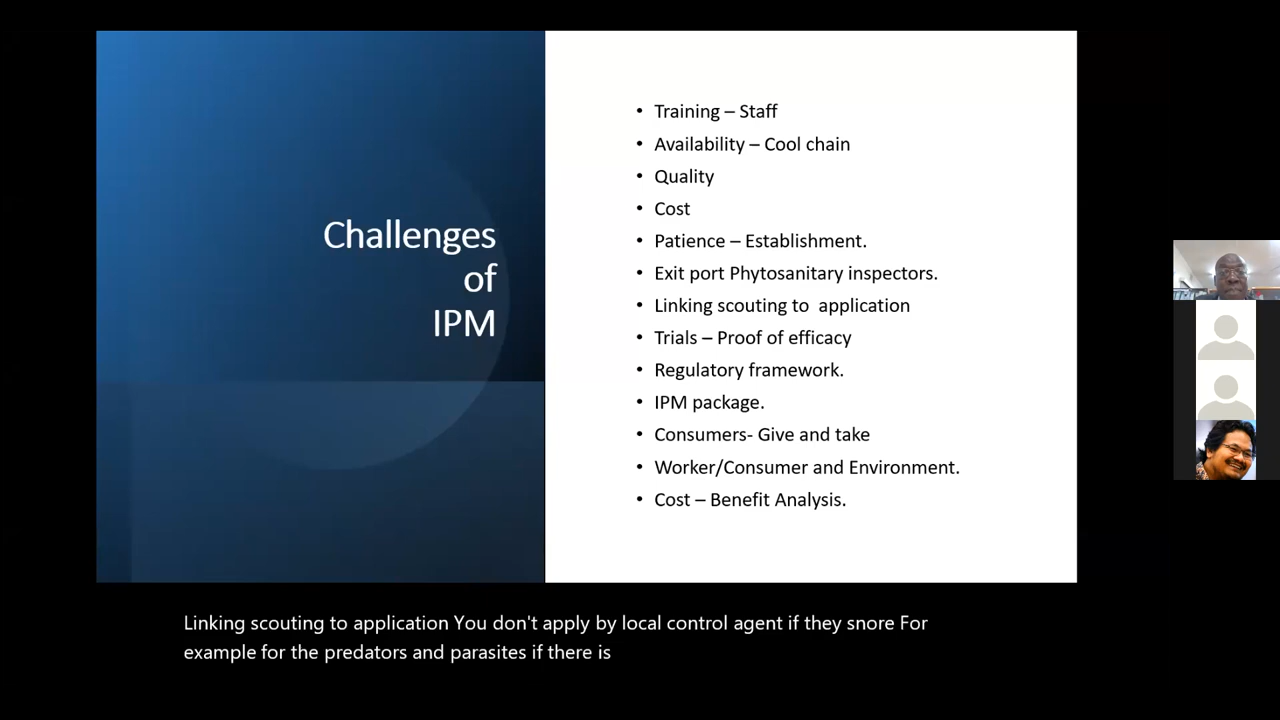 Challenges
of
IPM
• Training – Staff
• Availability – Cool chain
• Quality
• Cost
• Patience – Establishment.
• Exit port Phytosanitary inspectors.
• Linking scouting to  application
• Trials – Proof of efficacy
• Regulatory framework.
• IPM package.
• Consumers- Give and take
• Worker/Consumer and Environment.
• Cost – Benefit Analysis.
Linking scouting to application You don't apply by local control agent if they snore For
example for the predators and parasites if there is